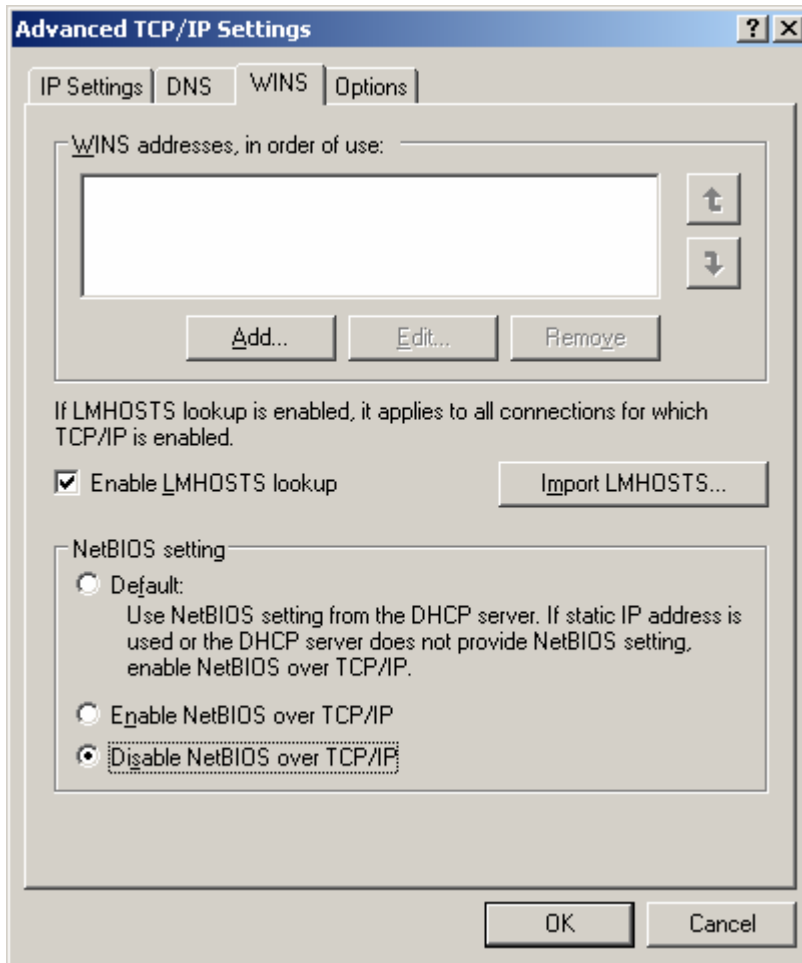 Advanced TCP/IP Settings
IP Settings DNS WINS Options
WINS addresses, in order of use:
Add... Edit... Remove
If LMHOSTS lookup is enabled, it applies to all connections for which
TCP/IP is enabled.
Enable LMHOSTS lookup Import LMHOSTS...
NetBIOS setting
Default:
Use NetBIOS setting from the DHCP server. If static IP address is
used or the DHCP server does not provide NetBIOS setting,
enable NetBIOS over TCP/IP.
Enable NetBIOS over TCP/IP
Disable NetBIOS over TCP/IP
OK Cancel